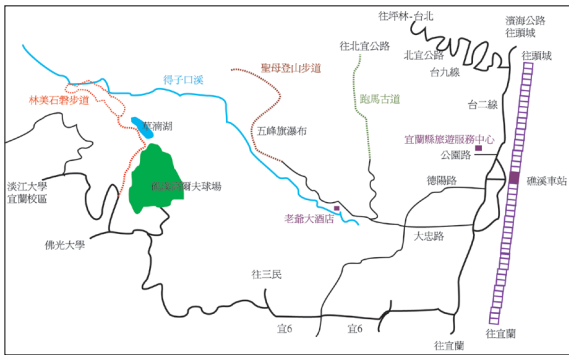 往坪林-台北
濱海公路
往頭城
北宜公路
台九線
往北宜公路
往頭城
聖母登山步道
得子口溪
林美石磐步道
跑馬古道
台二線
五峰旗瀑布
宜蘭縣旅遊服務中心
公園路
淡江大學
宜蘭校區
德陽路
礁溪車站
老爺大酒店
大忠路
佛光大學
往三民
宜6
宜6
往宜蘭
往宜蘭